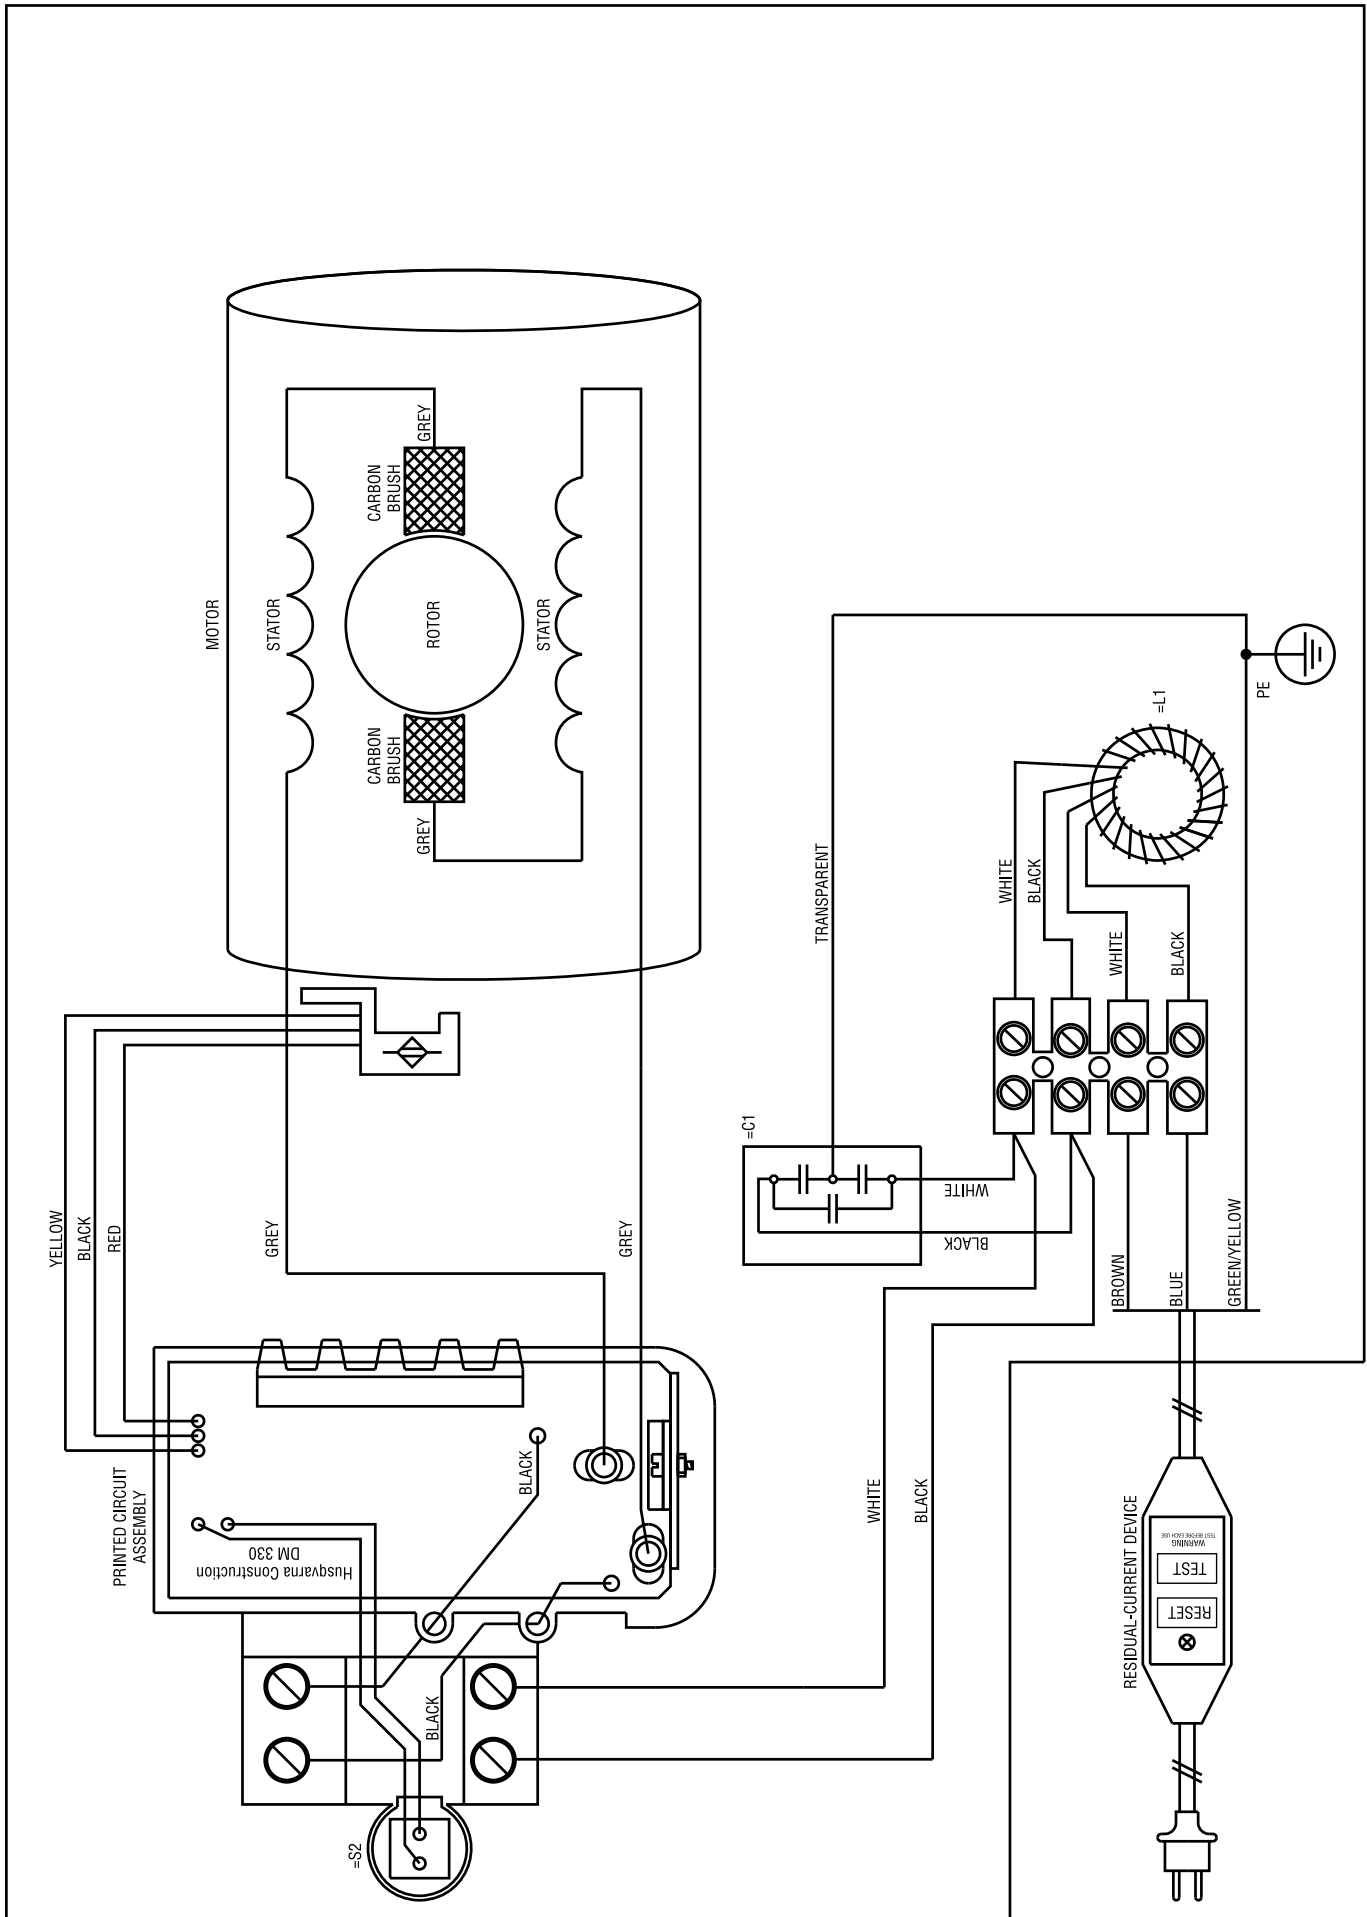 MOTOR
STATOR
CARBON
BRUSH
GREY
ROTOR
CARBON
BRUSH
GREY
STATOR
PE
=L1
TRANSPARENT
WHITE
BLACK
WHITE
BLACK
=C1
WHITE
BLACK
YELLOW
BLACK
RED
GREY
GREY
BROWN
BLUE
GREEN/YELLOW
PRINTED CIRCUIT
ASSEMBLY
Husqvarna Construction
DM 330
BLACK
BLACK
WHITE
BLACK
=S2
RESIDUAL-CURRENT DEVICE
WARNING
TEST BEFORE EACH USE
TEST
RESET